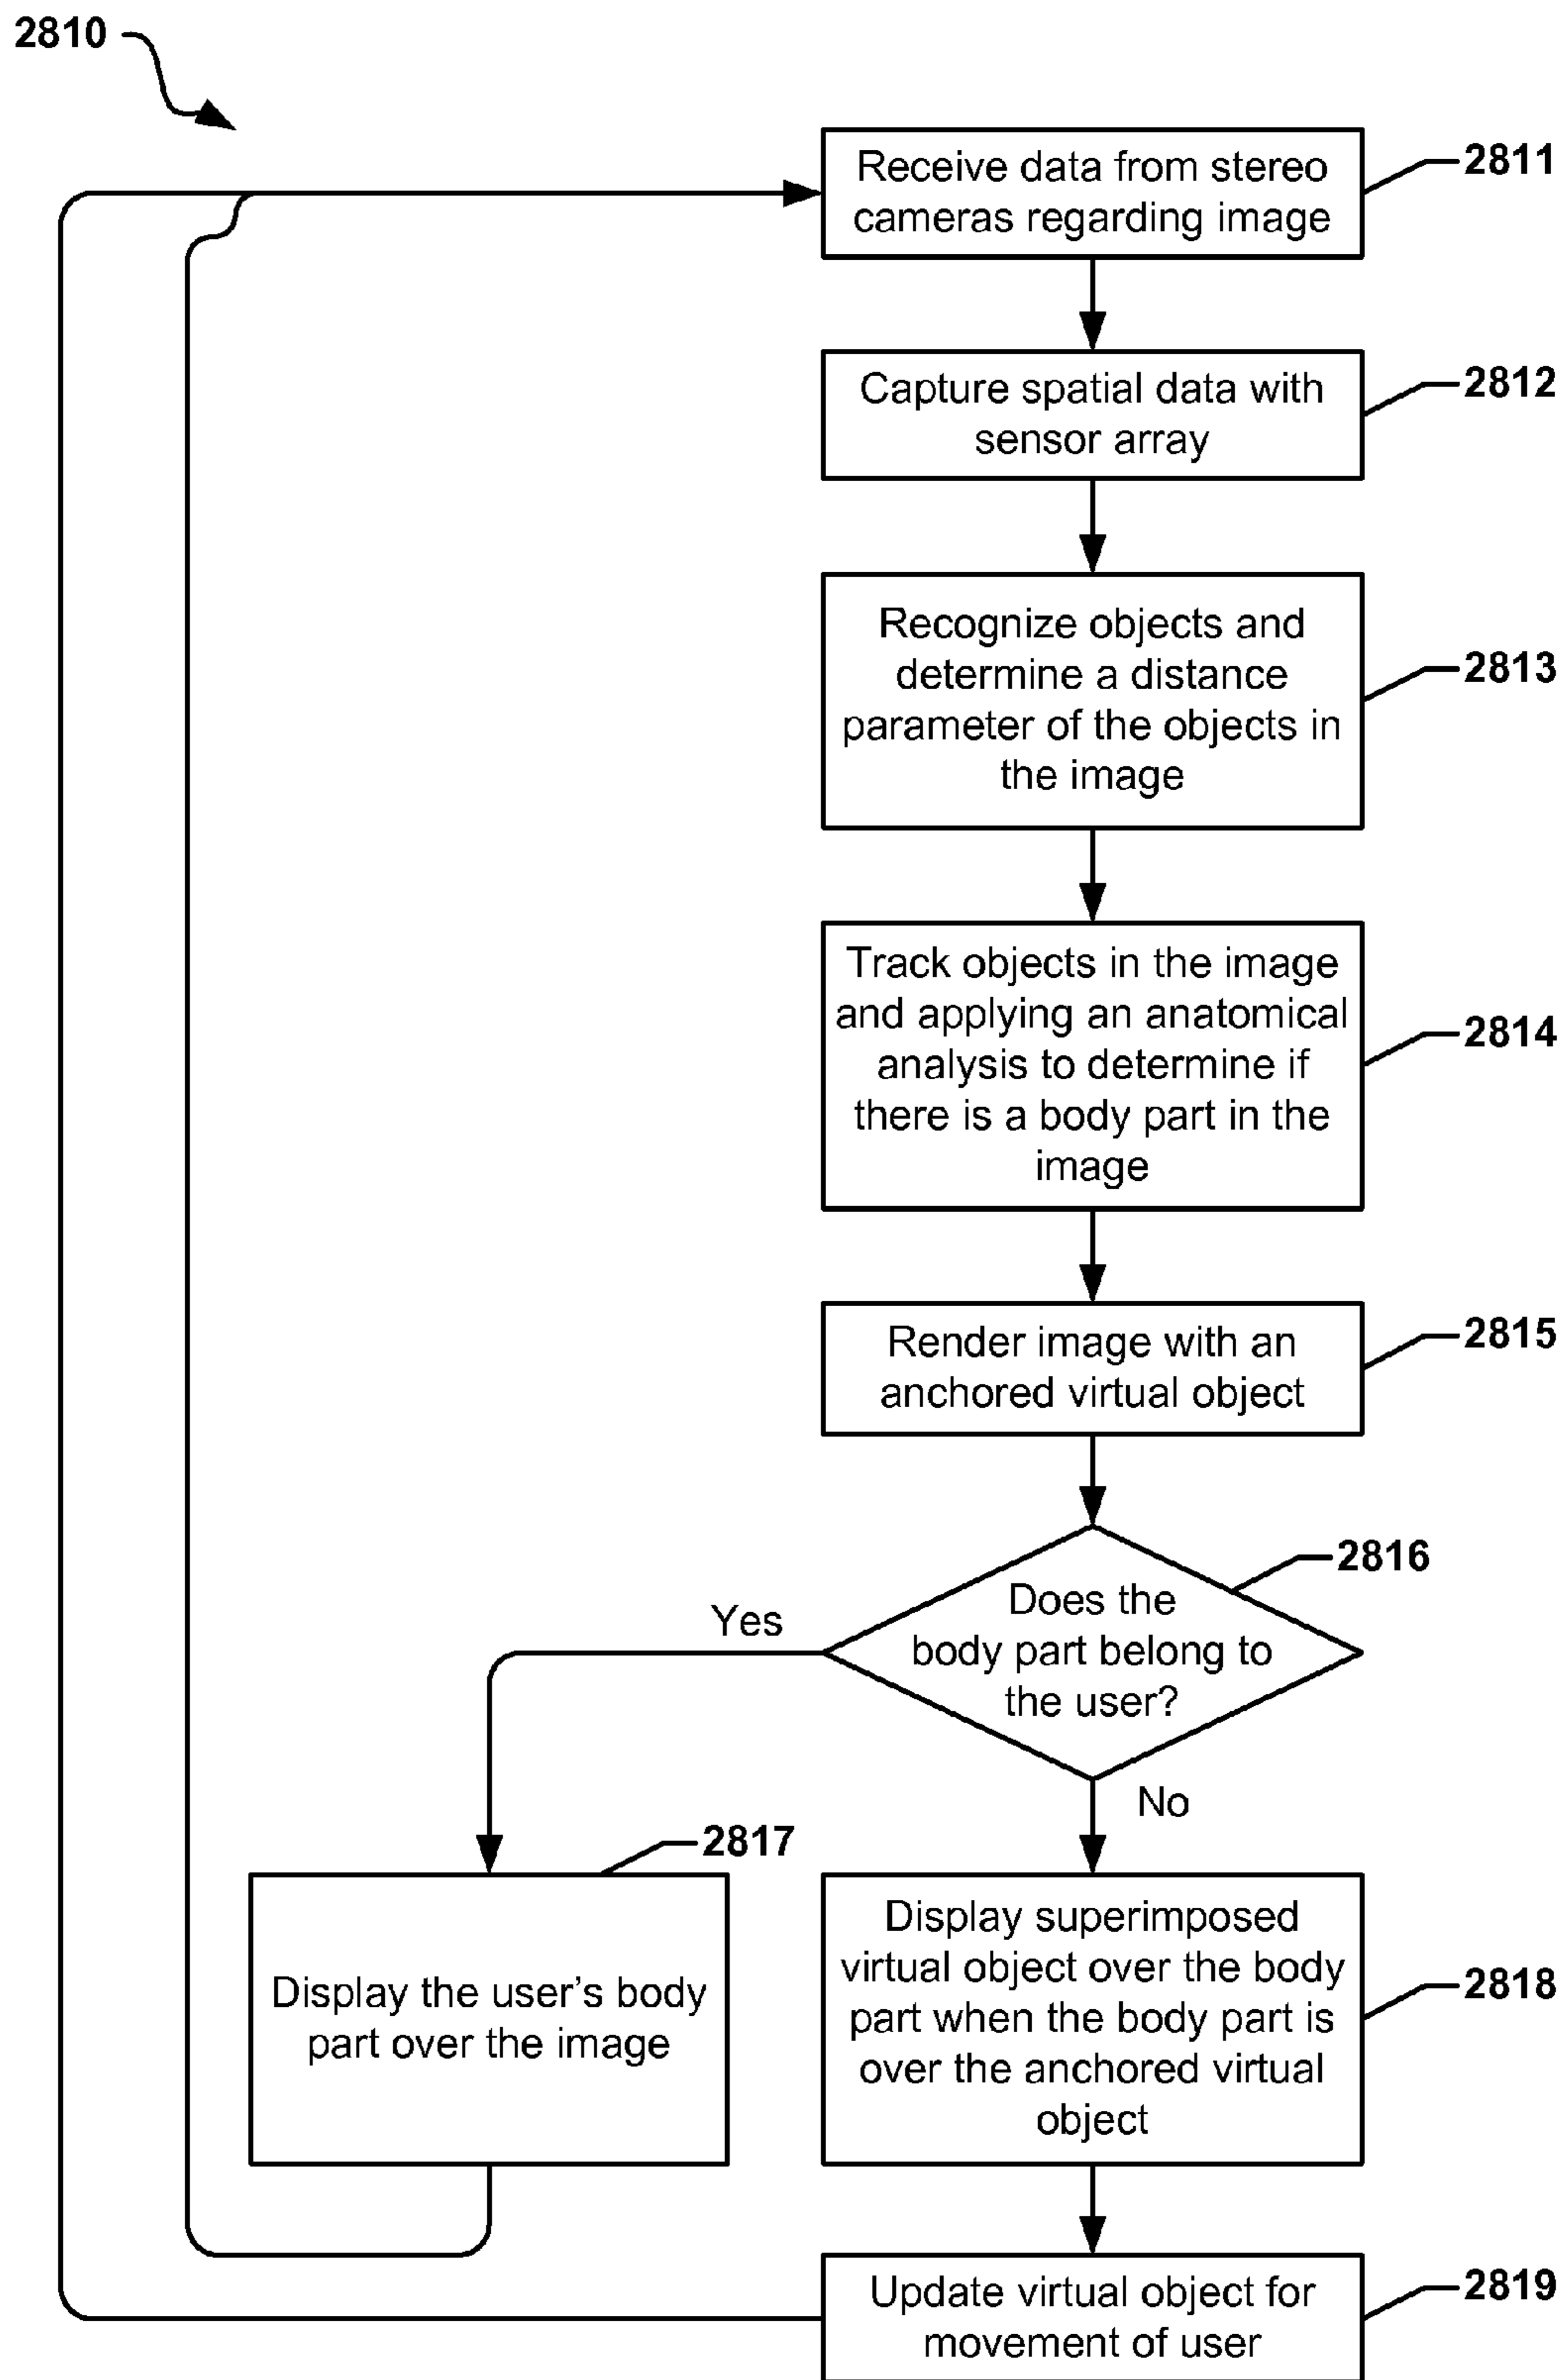 2810
Receive data from stereo
cameras regarding image
2811
Capture spatial data with
sensor array
2812
Recognize objects and
determine a distance
parameter of the objects in
the image
2813
Track objects in the image
and applying an anatomical
analysis to determine if
there is a body part in the
image
2814
Render image with an
anchored virtual object
2815
Does the
body part belong to
the user?
2816
Yes
No
Display the user's body
part over the image
2817
Display superimposed
virtual object over the body
part when the body part is
over the anchored virtual
object
2818
Update virtual object for
movement of user
2819